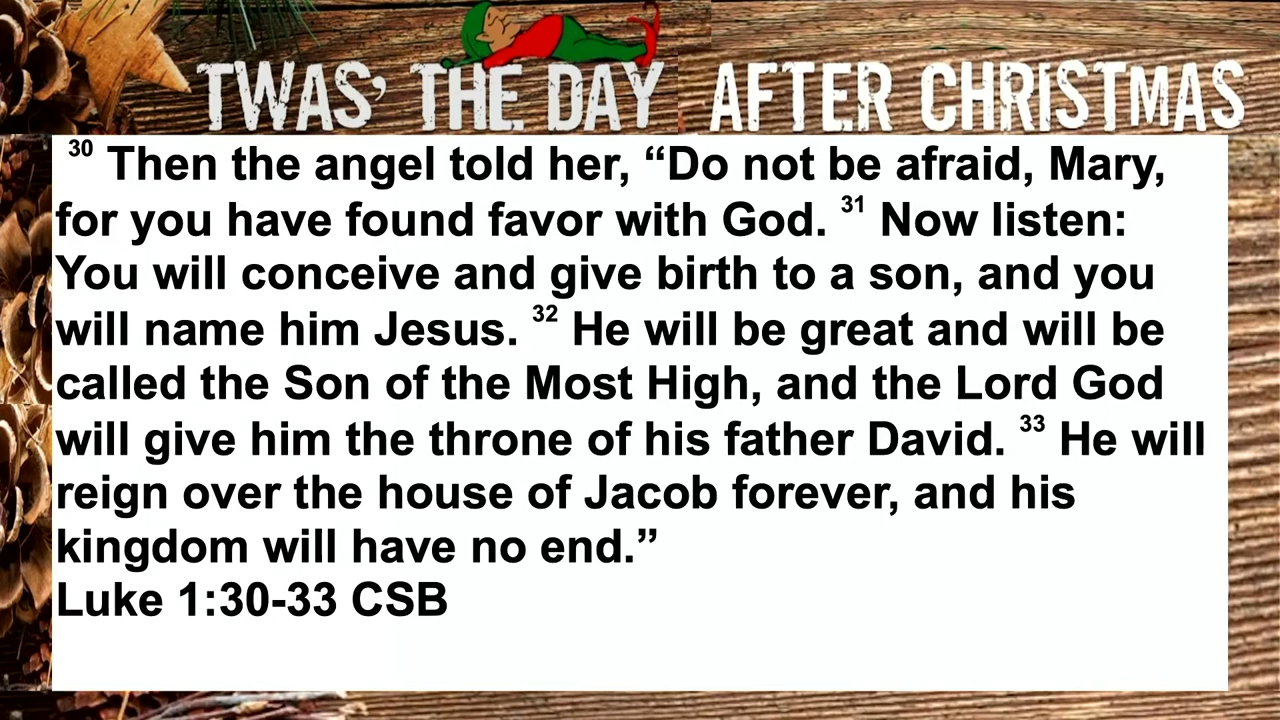 TWAS' THE DAY AFTER CHRISTMAS
30 Then the angel told her, “Do not be afraid, Mary,
for you have found favor with God. 31 Now listen:
You will conceive and give birth to a son, and you
will name him Jesus. 32 He will be great and will be
called the Son of the Most High, and the Lord God
will give him the throne of his father David. 33 He will
reign over the house of Jacob forever, and his
kingdom will have no end.”
Luke 1:30-33 CSB